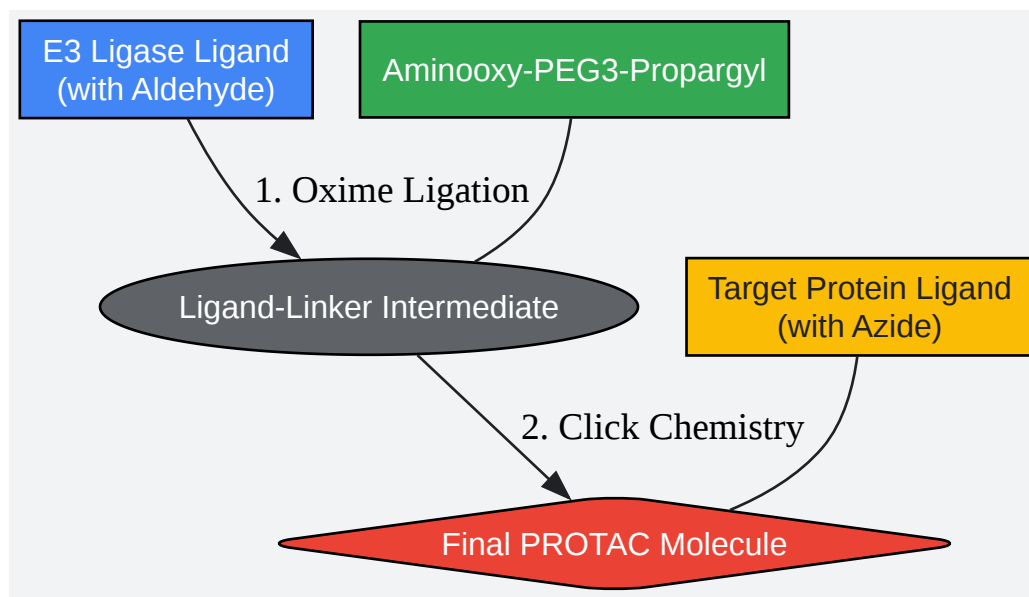 E3 Ligase Ligand
(with Aldehyde)
Aminooxy-PEG3-Propargyl
1. Oxime Ligation
Ligand-Linker Intermediate
Target Protein Ligand
(with Azide)
2. Click Chemistry
Final PROTAC Molecule